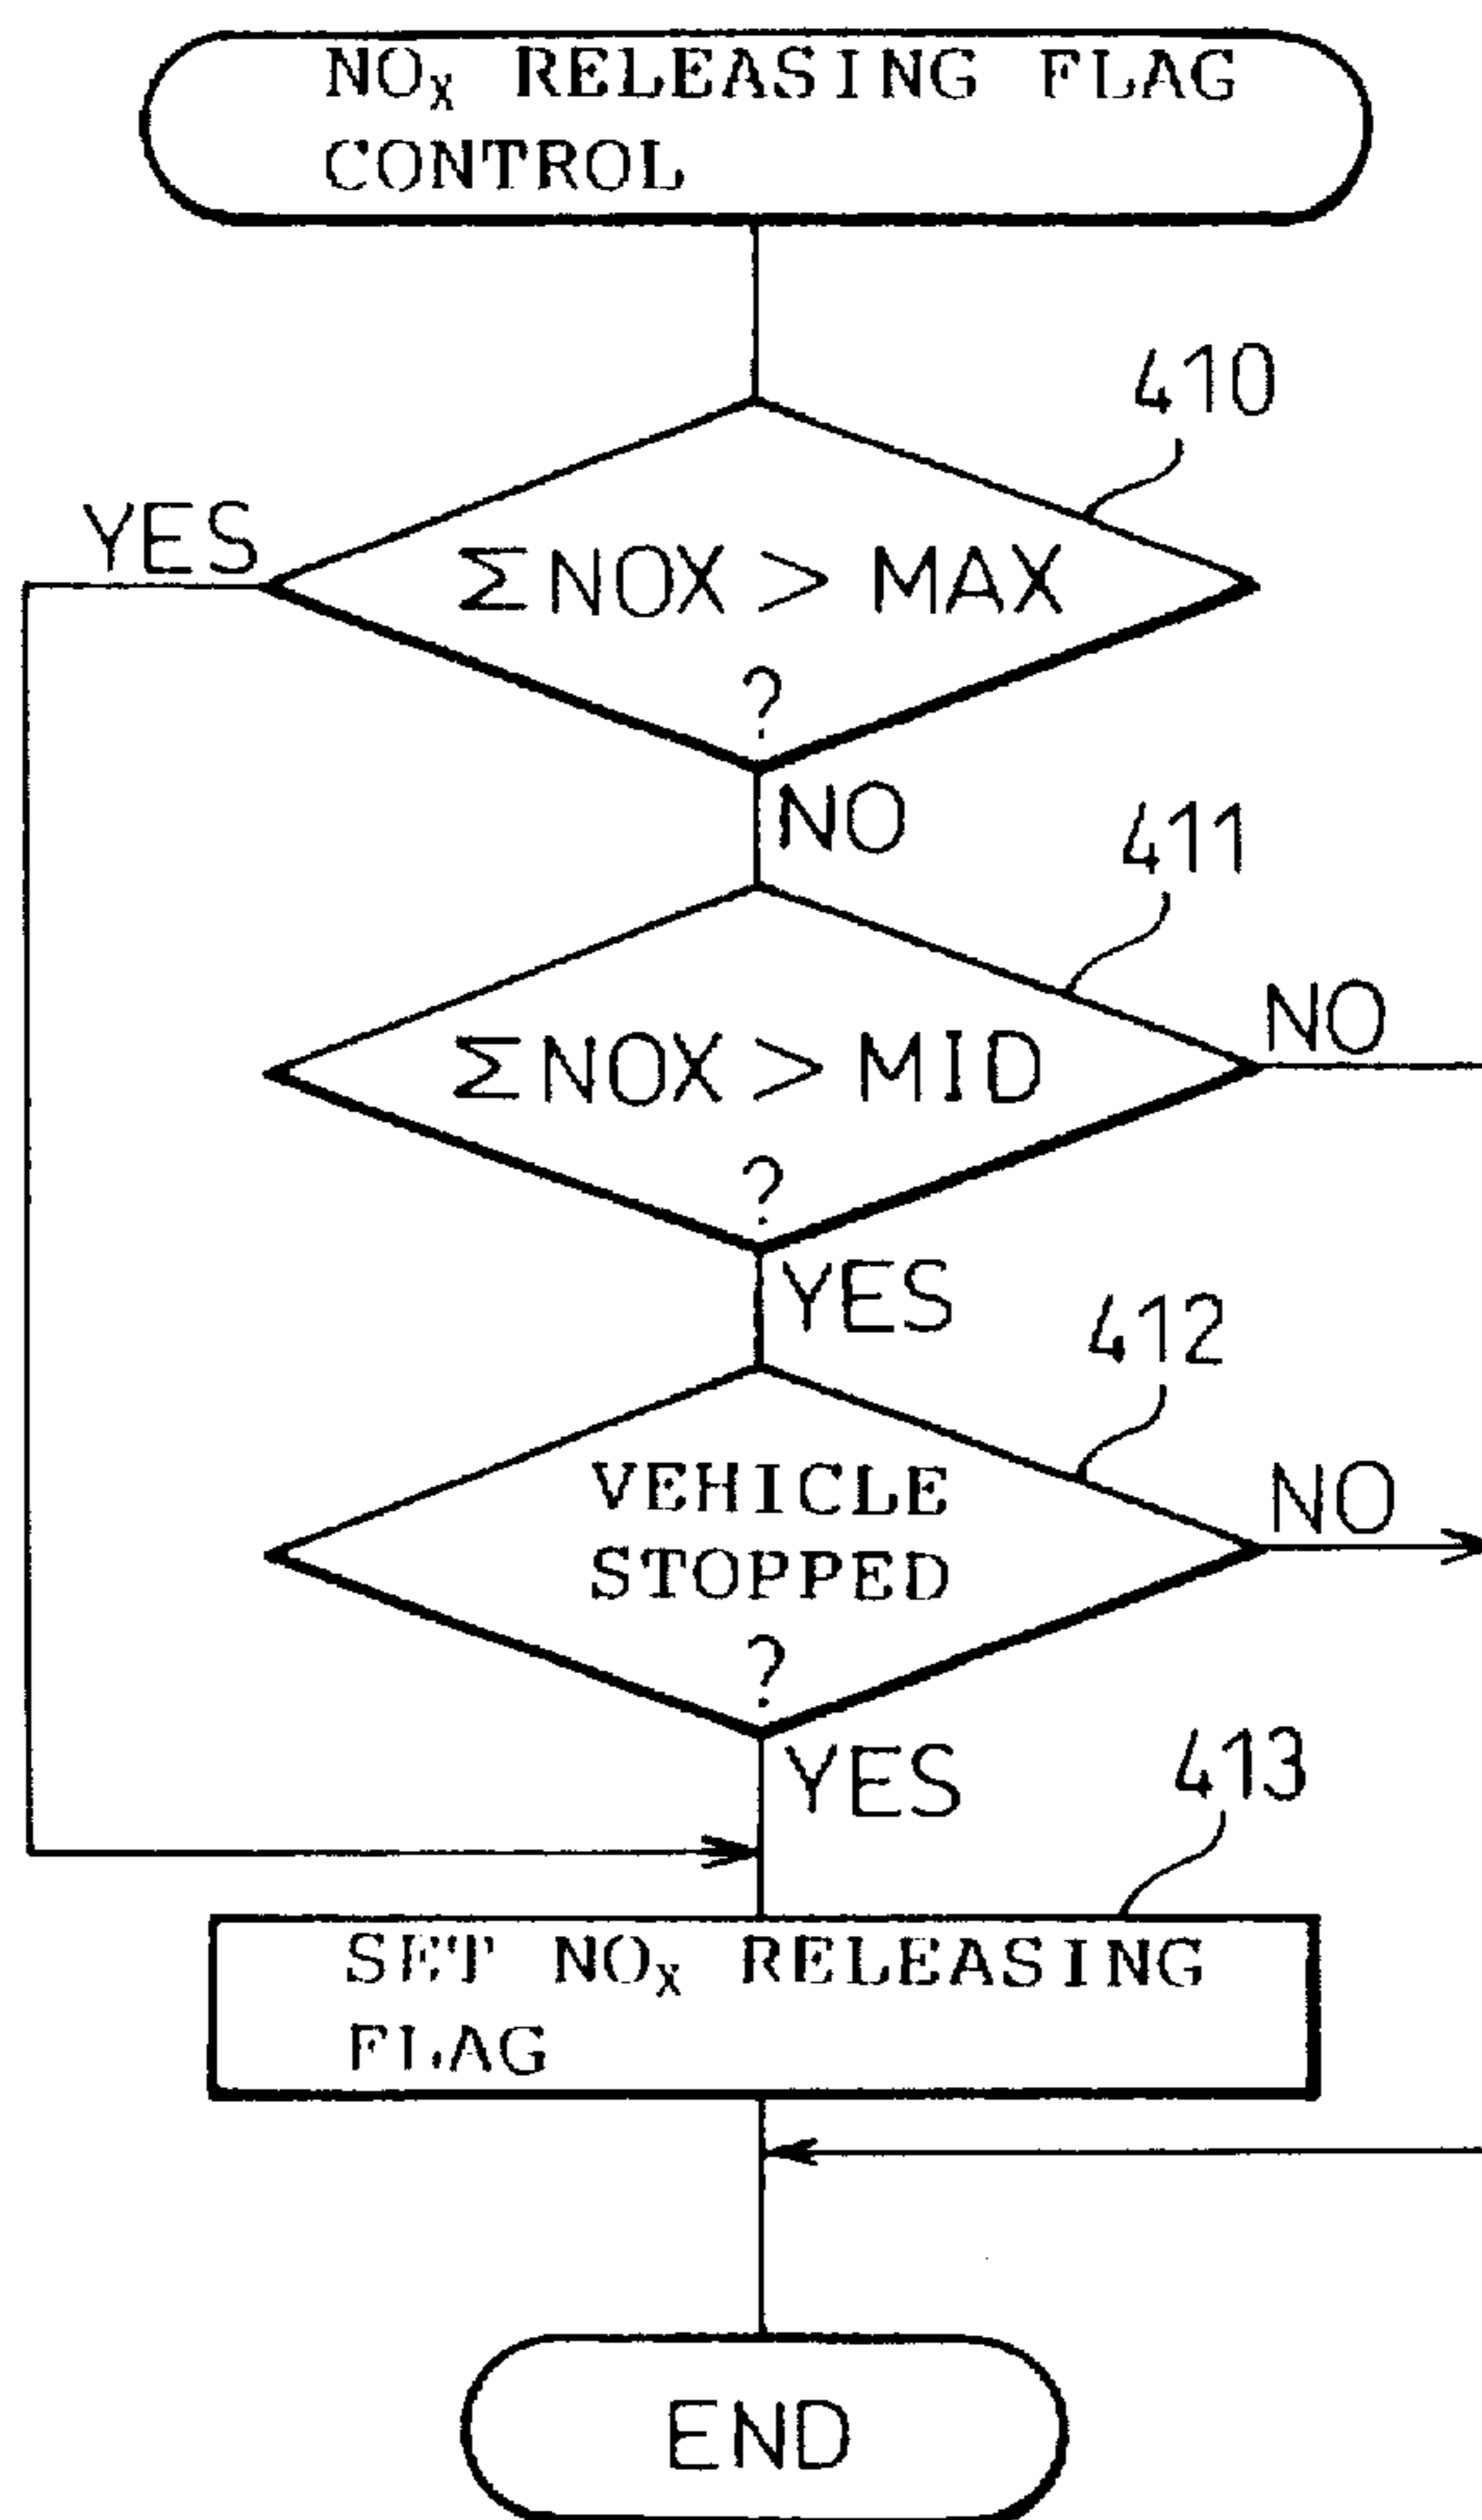 NOx RELEASING FLAG
CONTROL
410
YES
ΣNOX > MAX
?
NO
411
NO
ΣNOX > MID
?
YES
412
NO
VEHICLE
STOPPED
?
YES
413
SET NOx RELEASING
FLAG
END